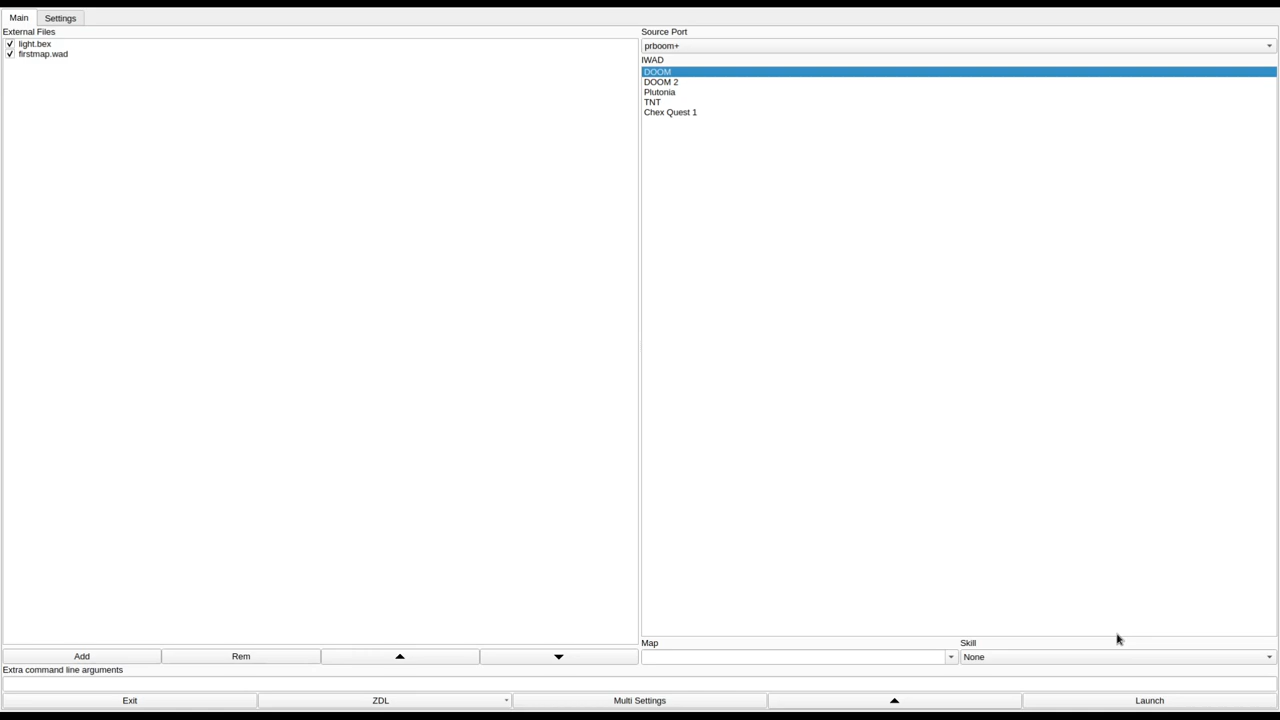 Main
Settings
External Files
light.bex
firstmap.wad
Source Port
prboom+
IWAD
DOOM
DOOM 2
Plutonia
TNT
Chex Quest 1
Map
Skill
None
Add
Rem
Extra command line arguments
Exit
ZDL
Multi Settings
Launch